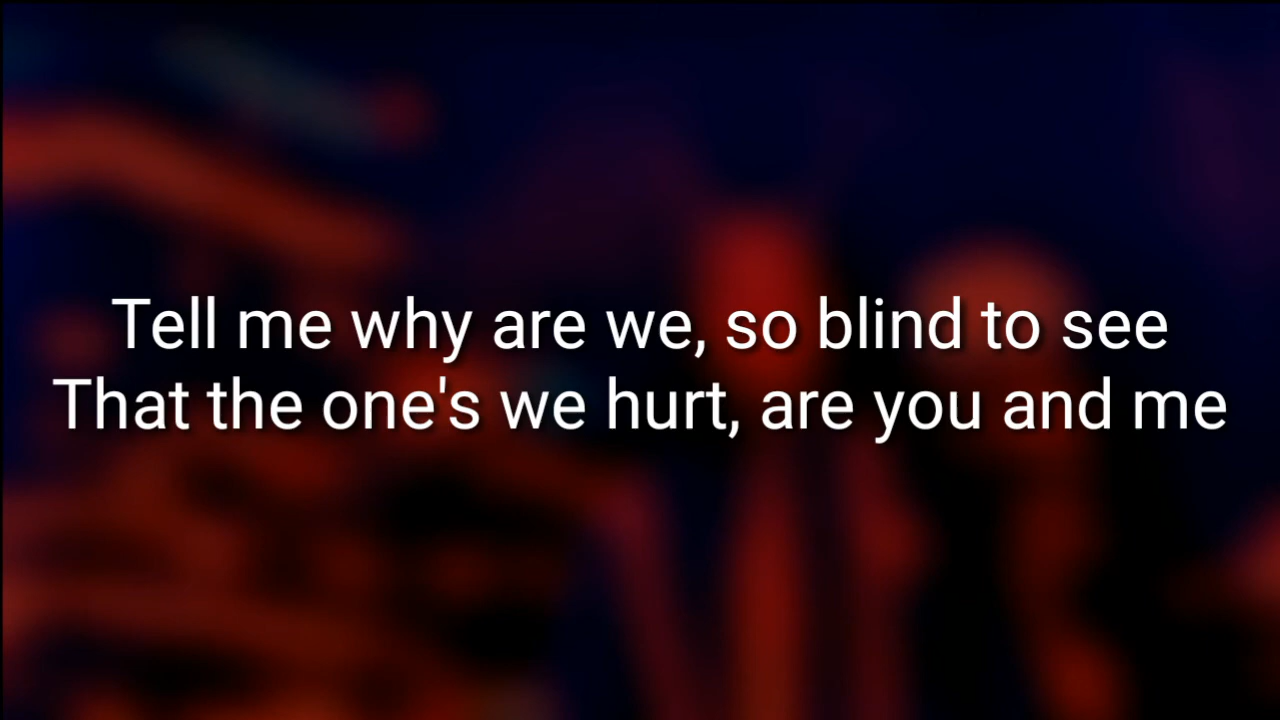 Tell me why are we, so blind to see
That the one's we hurt, are you and me